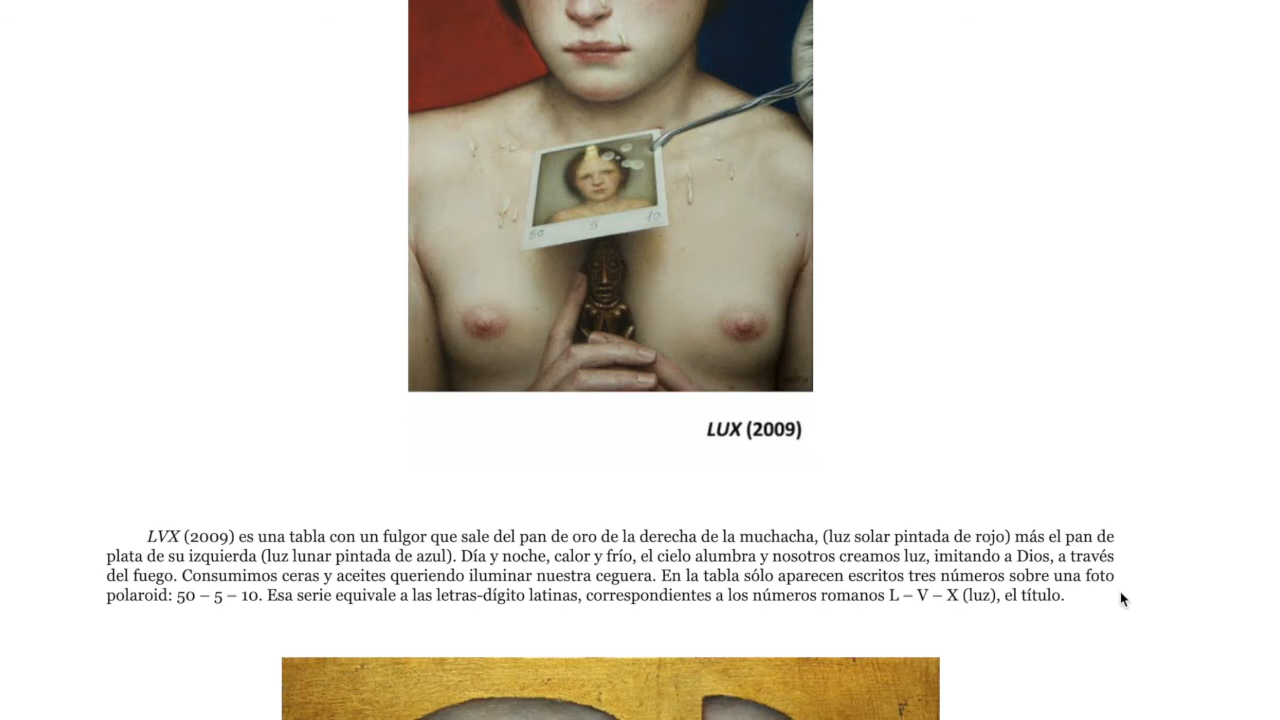 50 5 10
LUX (2009)
LVX (2009) es una tabla con un fulgor que sale del pan de oro de la derecha de la muchacha, (luz solar pintada de rojo) más el pan de
plata de su izquierda (luz lunar pintada de azul). Día y noche, calor y frío, el cielo alumbra y nosotros creamos luz, imitando a Dios, a través
del fuego. Consumimos ceras y aceites queriendo iluminar nuestra ceguera. En la tabla sólo aparecen escritos tres números sobre una foto
polaroid: 50 – 5 – 10. Esa serie equivale a las letras-dígito latinas, correspondientes a los números romanos L – V – X (luz), el título.